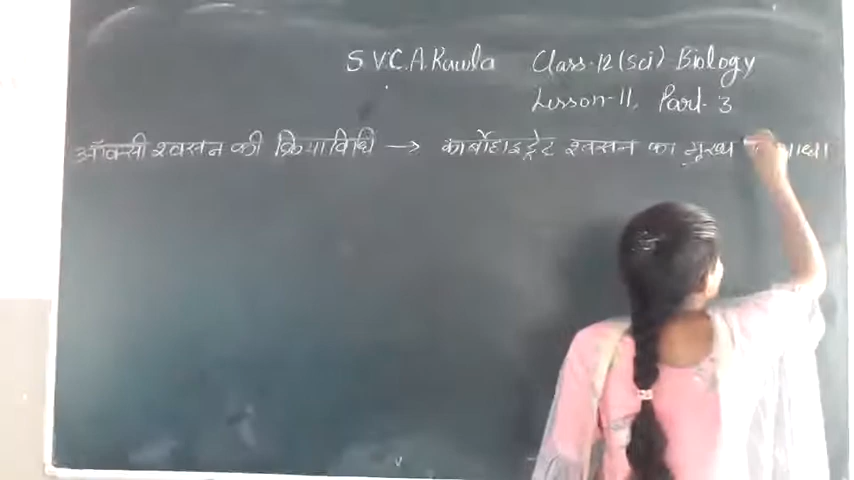 S.V.C.A. Rawla Class-12 (Sci) Biology
Lesson-11, Part-3
ऑक्सी श्वसन की क्रियाविधि → कार्बोहाइड्रेट श्वसन का मुख्य